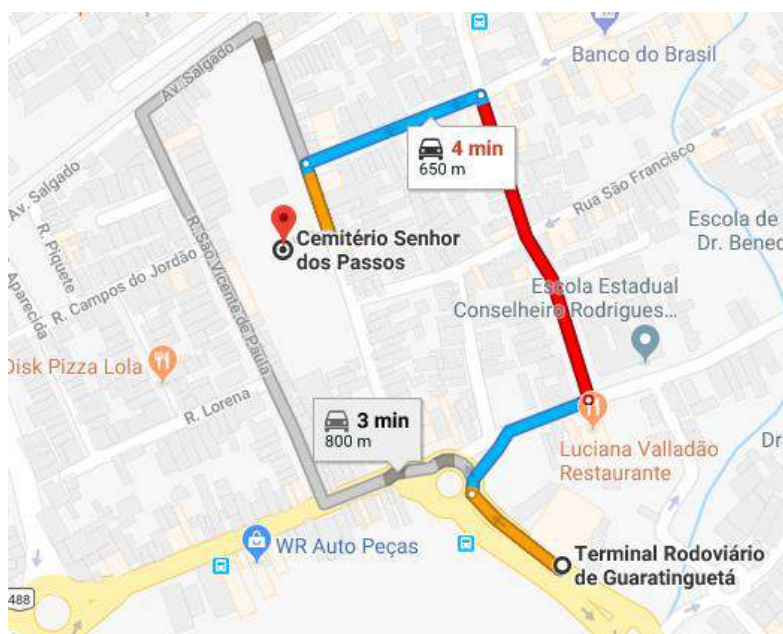 Banco do Brasil
Av. Salgado
4 min
650 m
Rua São Francisco
Av. Salgado
R. Piquete
Escola de
Dr. Bened
Cemitério Senhor
dos Passos
R. Campos do Jordão
Aparecida
R. São Vicente de Paula
Escola Estadual
Conselheiro Rodrigues...
Disk Pizza Lola
R. Lorena
3 min
800 m
Luciana Valladão
Restaurante
Dr
WR Auto Peças
Terminal Rodoviário
de Guaratinguetá
488